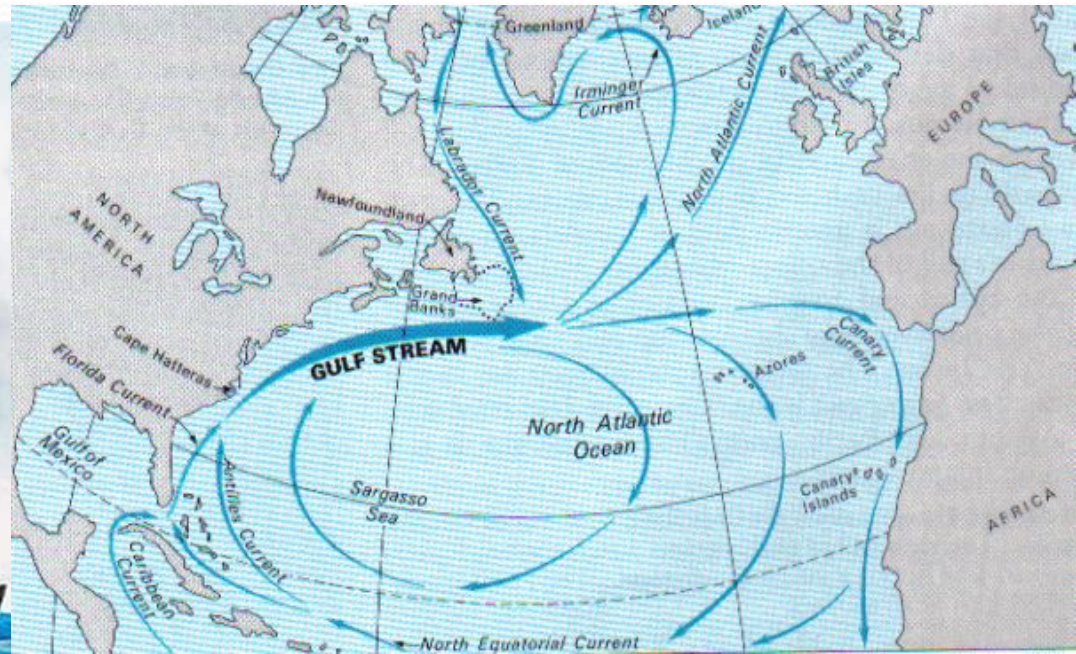 Greenland
Iceland
Irminger
Current
North Atlantic Current
British
Isles
EUROPE
Labrador Current
Newfoundland
NORTH
AMERICA
Grand
Banks
GULF STREAM
Cape Hatteras
Florida Current
Canary
Current
Azores
Gulf of
Mexico
North Atlantic
Ocean
Antilles Current
Sargasso
Sea
Canary
Islands
AFRICA
Caribbean
Current
North Equatorial Current